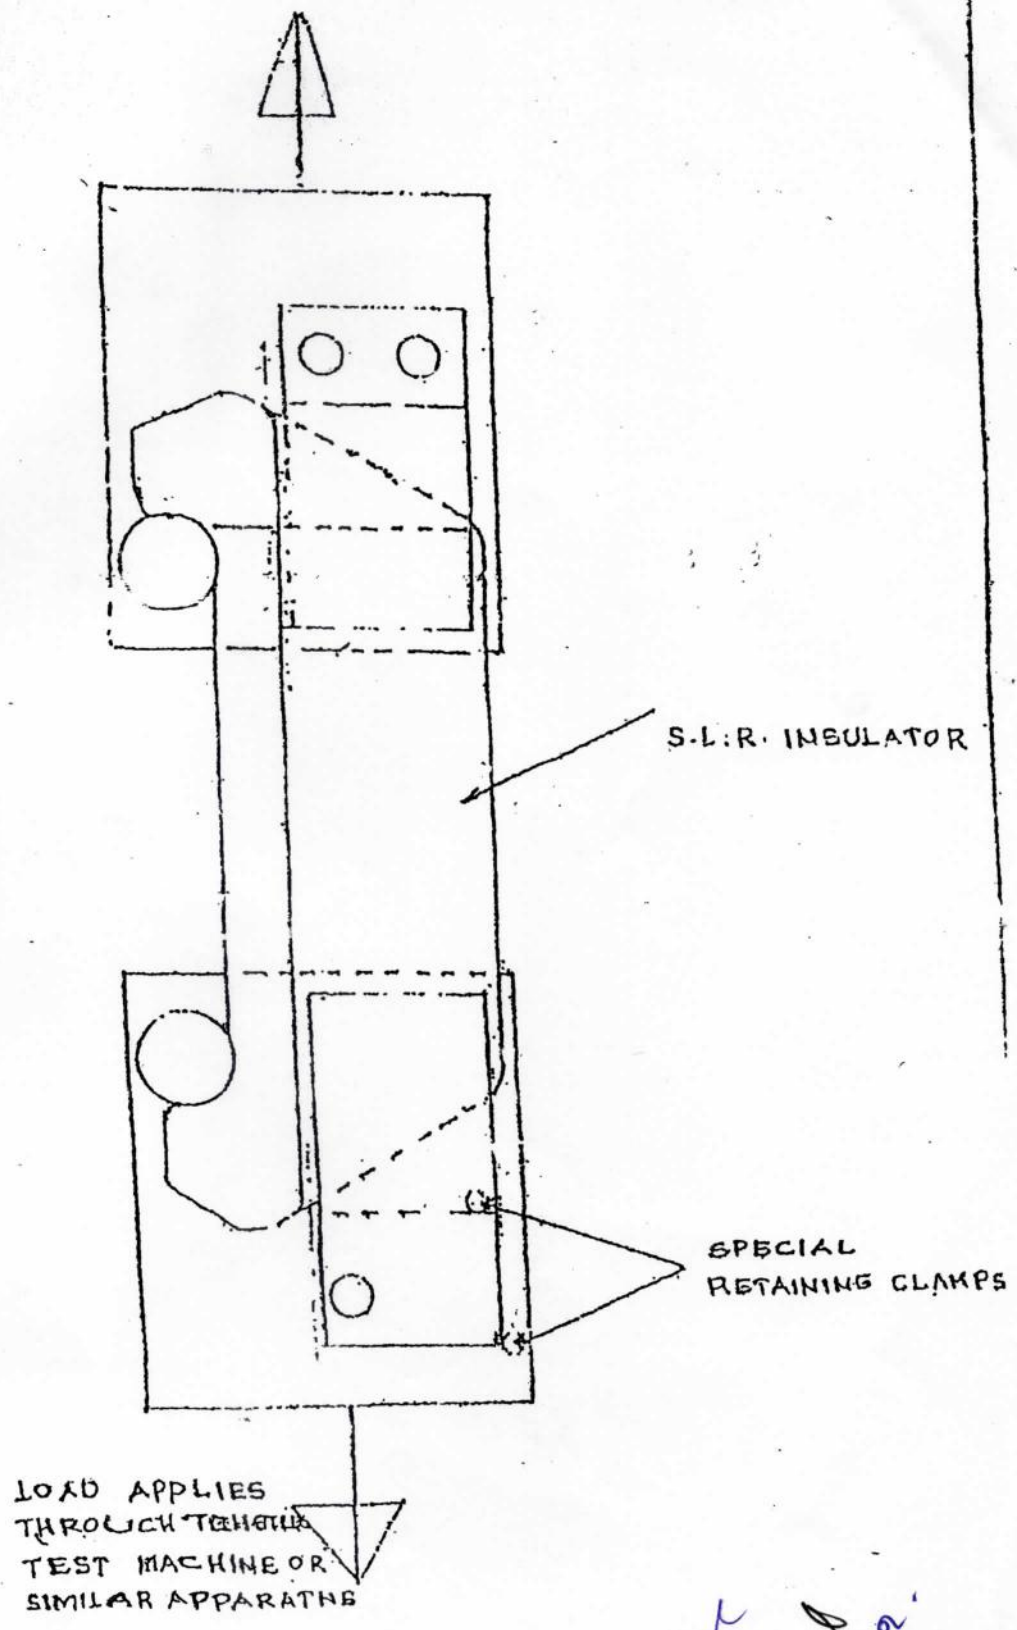 S.L.R. INSULATOR
SPECIAL
RETAINING CLAMPS
LOAD APPLIES
THROUGH
TEST MACHINE OR
SIMILAR